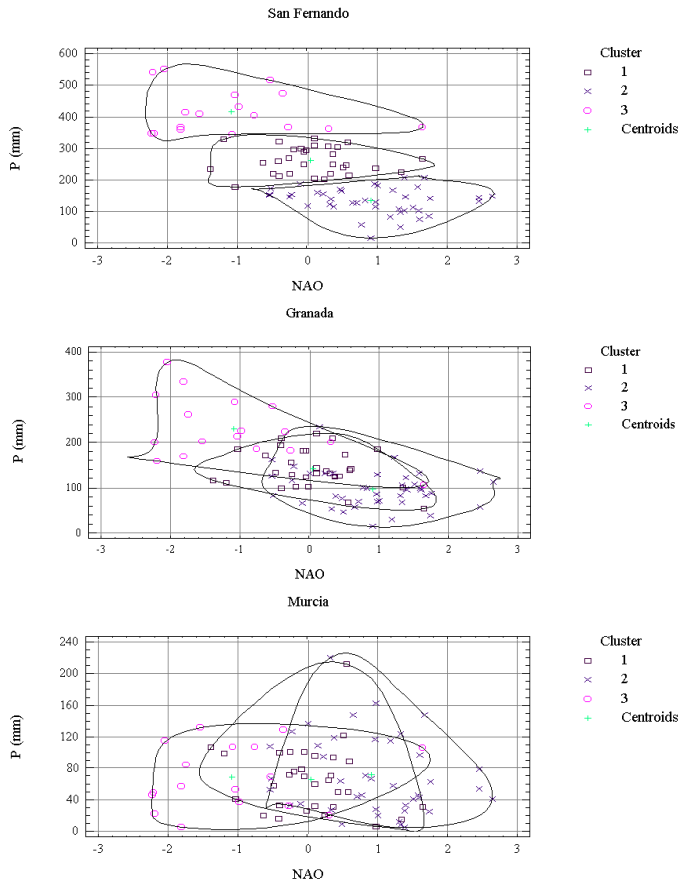 San Fernando
P (mm)
600
500
400
300
200
100
0
-3 -2 -1 0 1 2 3
NAO
Cluster
1
2
3
Centroids
Granada
P (mm)
400
300
200
100
0
-3 -2 -1 0 1 2 3
NAO
Cluster
1
2
3
Centroids
Murcia
P (mm)
240
200
160
120
80
40
0
-3 -2 -1 0 1 2 3
NAO
Cluster
1
2
3
Centroids